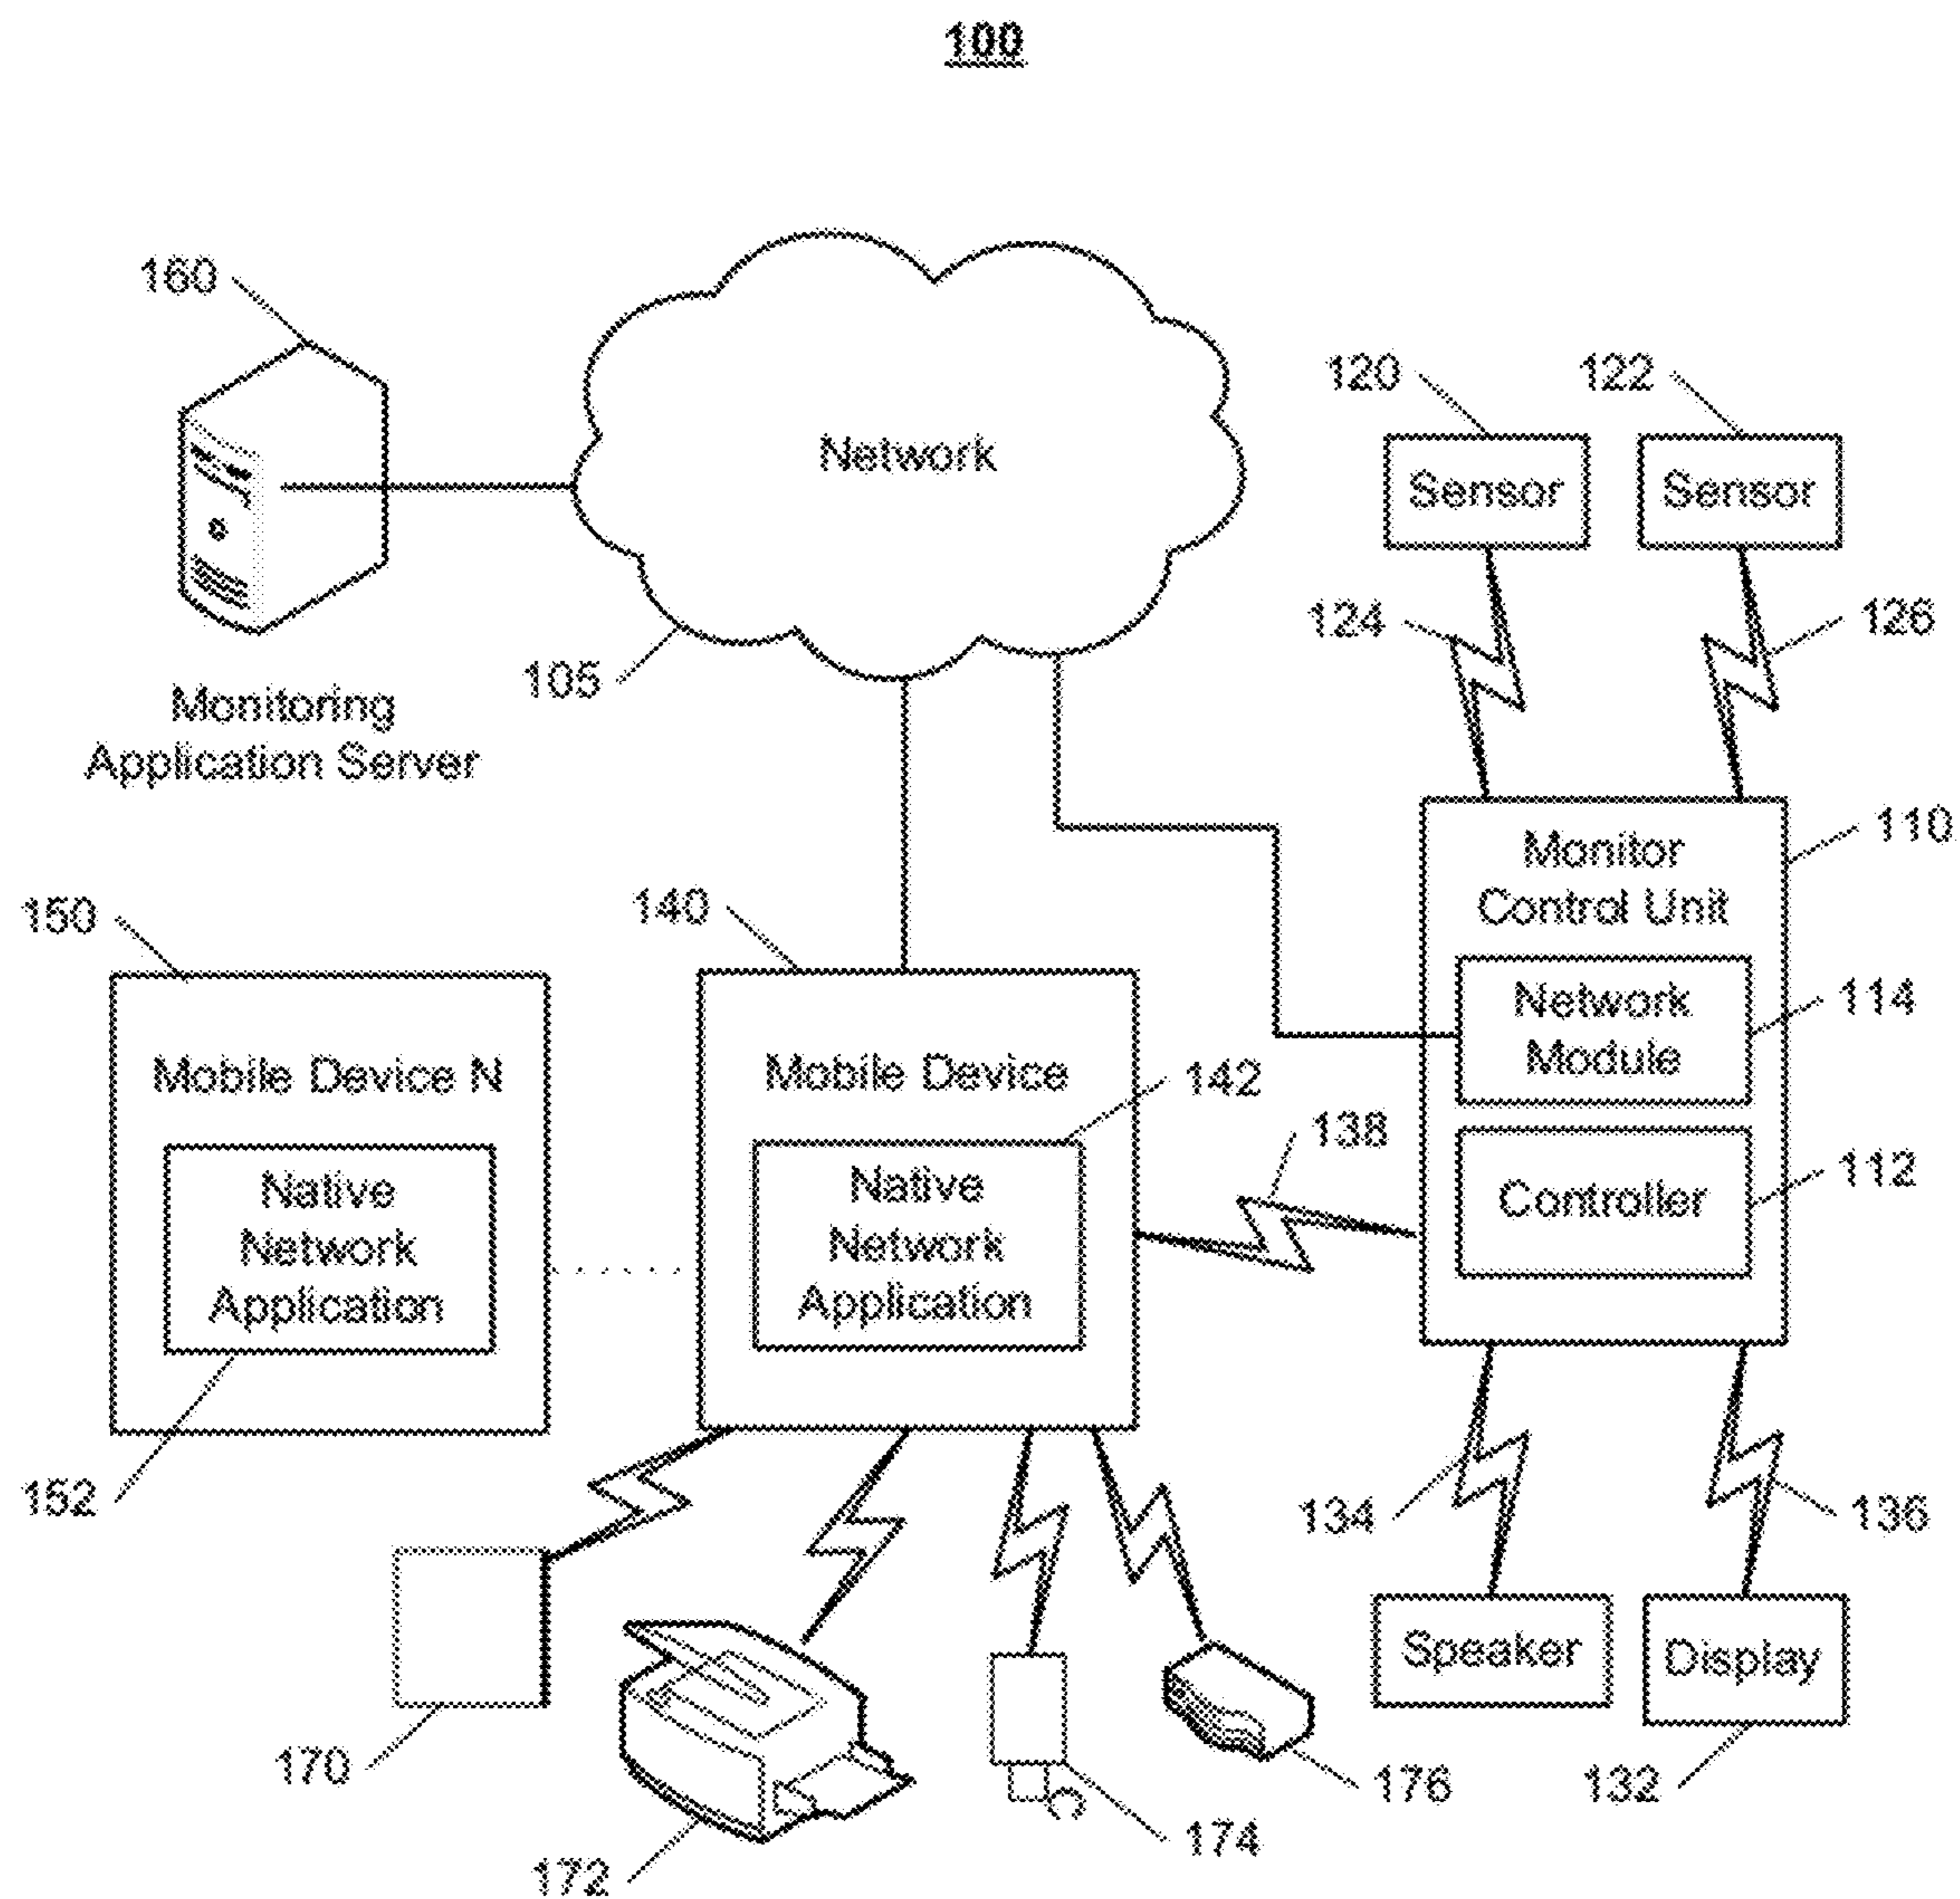 100
160
Network
120
122
Sensor
Sensor
124
126
105
Monitoring
Application Server
110
Monitor
Control Unit
150
140
Network
Module
114
Mobile Device N
Mobile Device
142
138
Native
Network
Application
Native
Network
Application
Controller
112
152
134
136
Speaker
Display
170
172
174
176
132